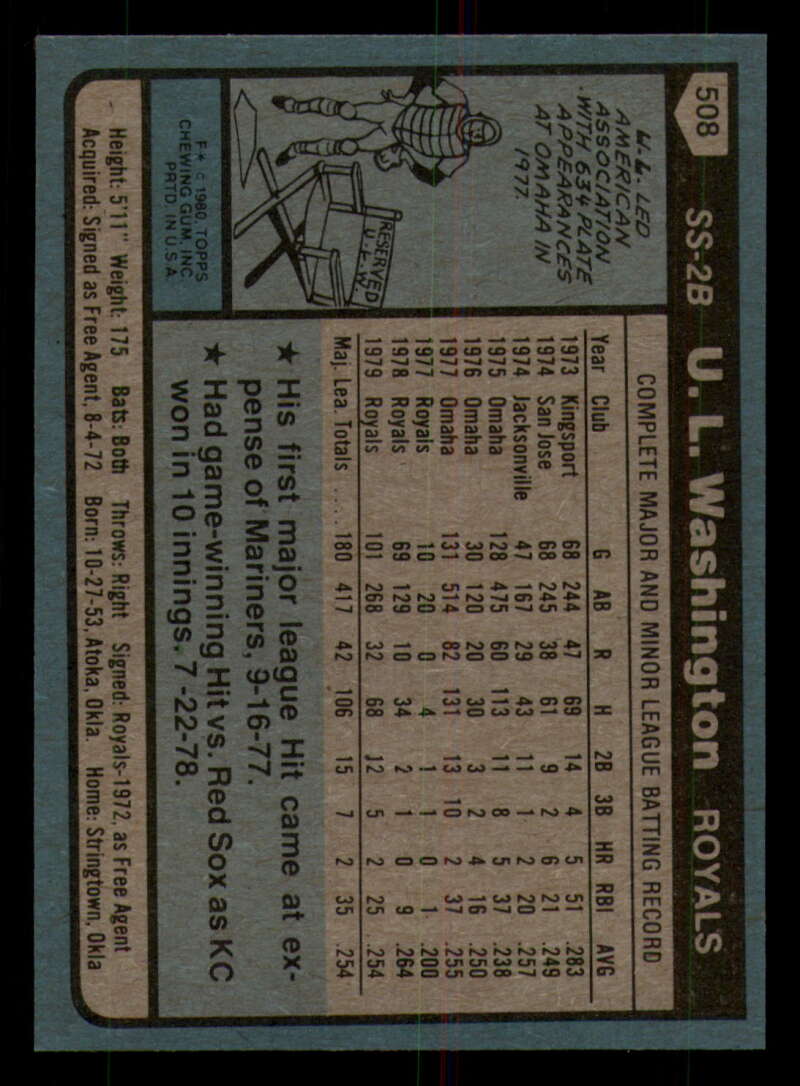 508 SS-2B U. L. Washington ROYALS
U.L. LED
AMERICAN
ASSOCIATION
WITH 634 PLATE
APPEARANCES
AT OMAHA IN
1977.
RESERVED
U.L.W.
F* © 1980 TOPPS
CHEWING GUM, INC.
PRTD. IN U.S.A.
COMPLETE MAJOR AND MINOR LEAGUE BATTING RECORD
Year Club G AB R H 2B 3B HR RBI AVG
1973 Kingsport 68 244 47 69 14 4 5 51 .283
1974 San Jose 68 245 38 61 9 2 6 21 .249
1974 Jacksonville 47 167 29 43 11 1 2 20 .257
1975 Omaha 128 475 60 113 11 8 5 37 .238
1976 Omaha 30 120 20 30 3 2 4 16 .250
1977 Omaha 131 514 82 131 13 10 2 37 .255
1977 Royals 10 20 0 4 1 1 0 1 .200
1978 Royals 69 129 10 34 2 1 0 9 .264
1979 Royals 101 268 32 68 12 5 2 25 .254
Maj. Lea. Totals .... 180 417 42 106 15 7 2 35 .254
★ His first major league Hit came at ex-
pense of Mariners, 9-16-77.
★ Had game-winning Hit vs. Red Sox as KC
won in 10 innings. 7-22-78.
Height: 5'11" Weight: 175 Bats: Both Throws: Right Signed: Royals-1972, as Free Agent
Acquired: Signed as Free Agent, 8-4-72 Born: 10-27-53, Atoka, Okla. Home: Stringtown, Okla